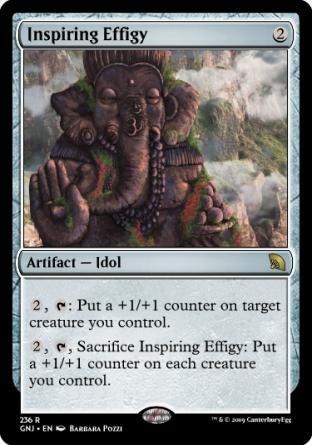 Inspiring Effigy 2
Artifact — Idol
2, T: Put a +1/+1 counter on target
creature you control.
2, T, Sacrifice Inspiring Effigy: Put
a +1/+1 counter on each creature
you control.
236 R
GNJ • EN Barbara Pozzi
™ & © 2019 CanterburyEgg